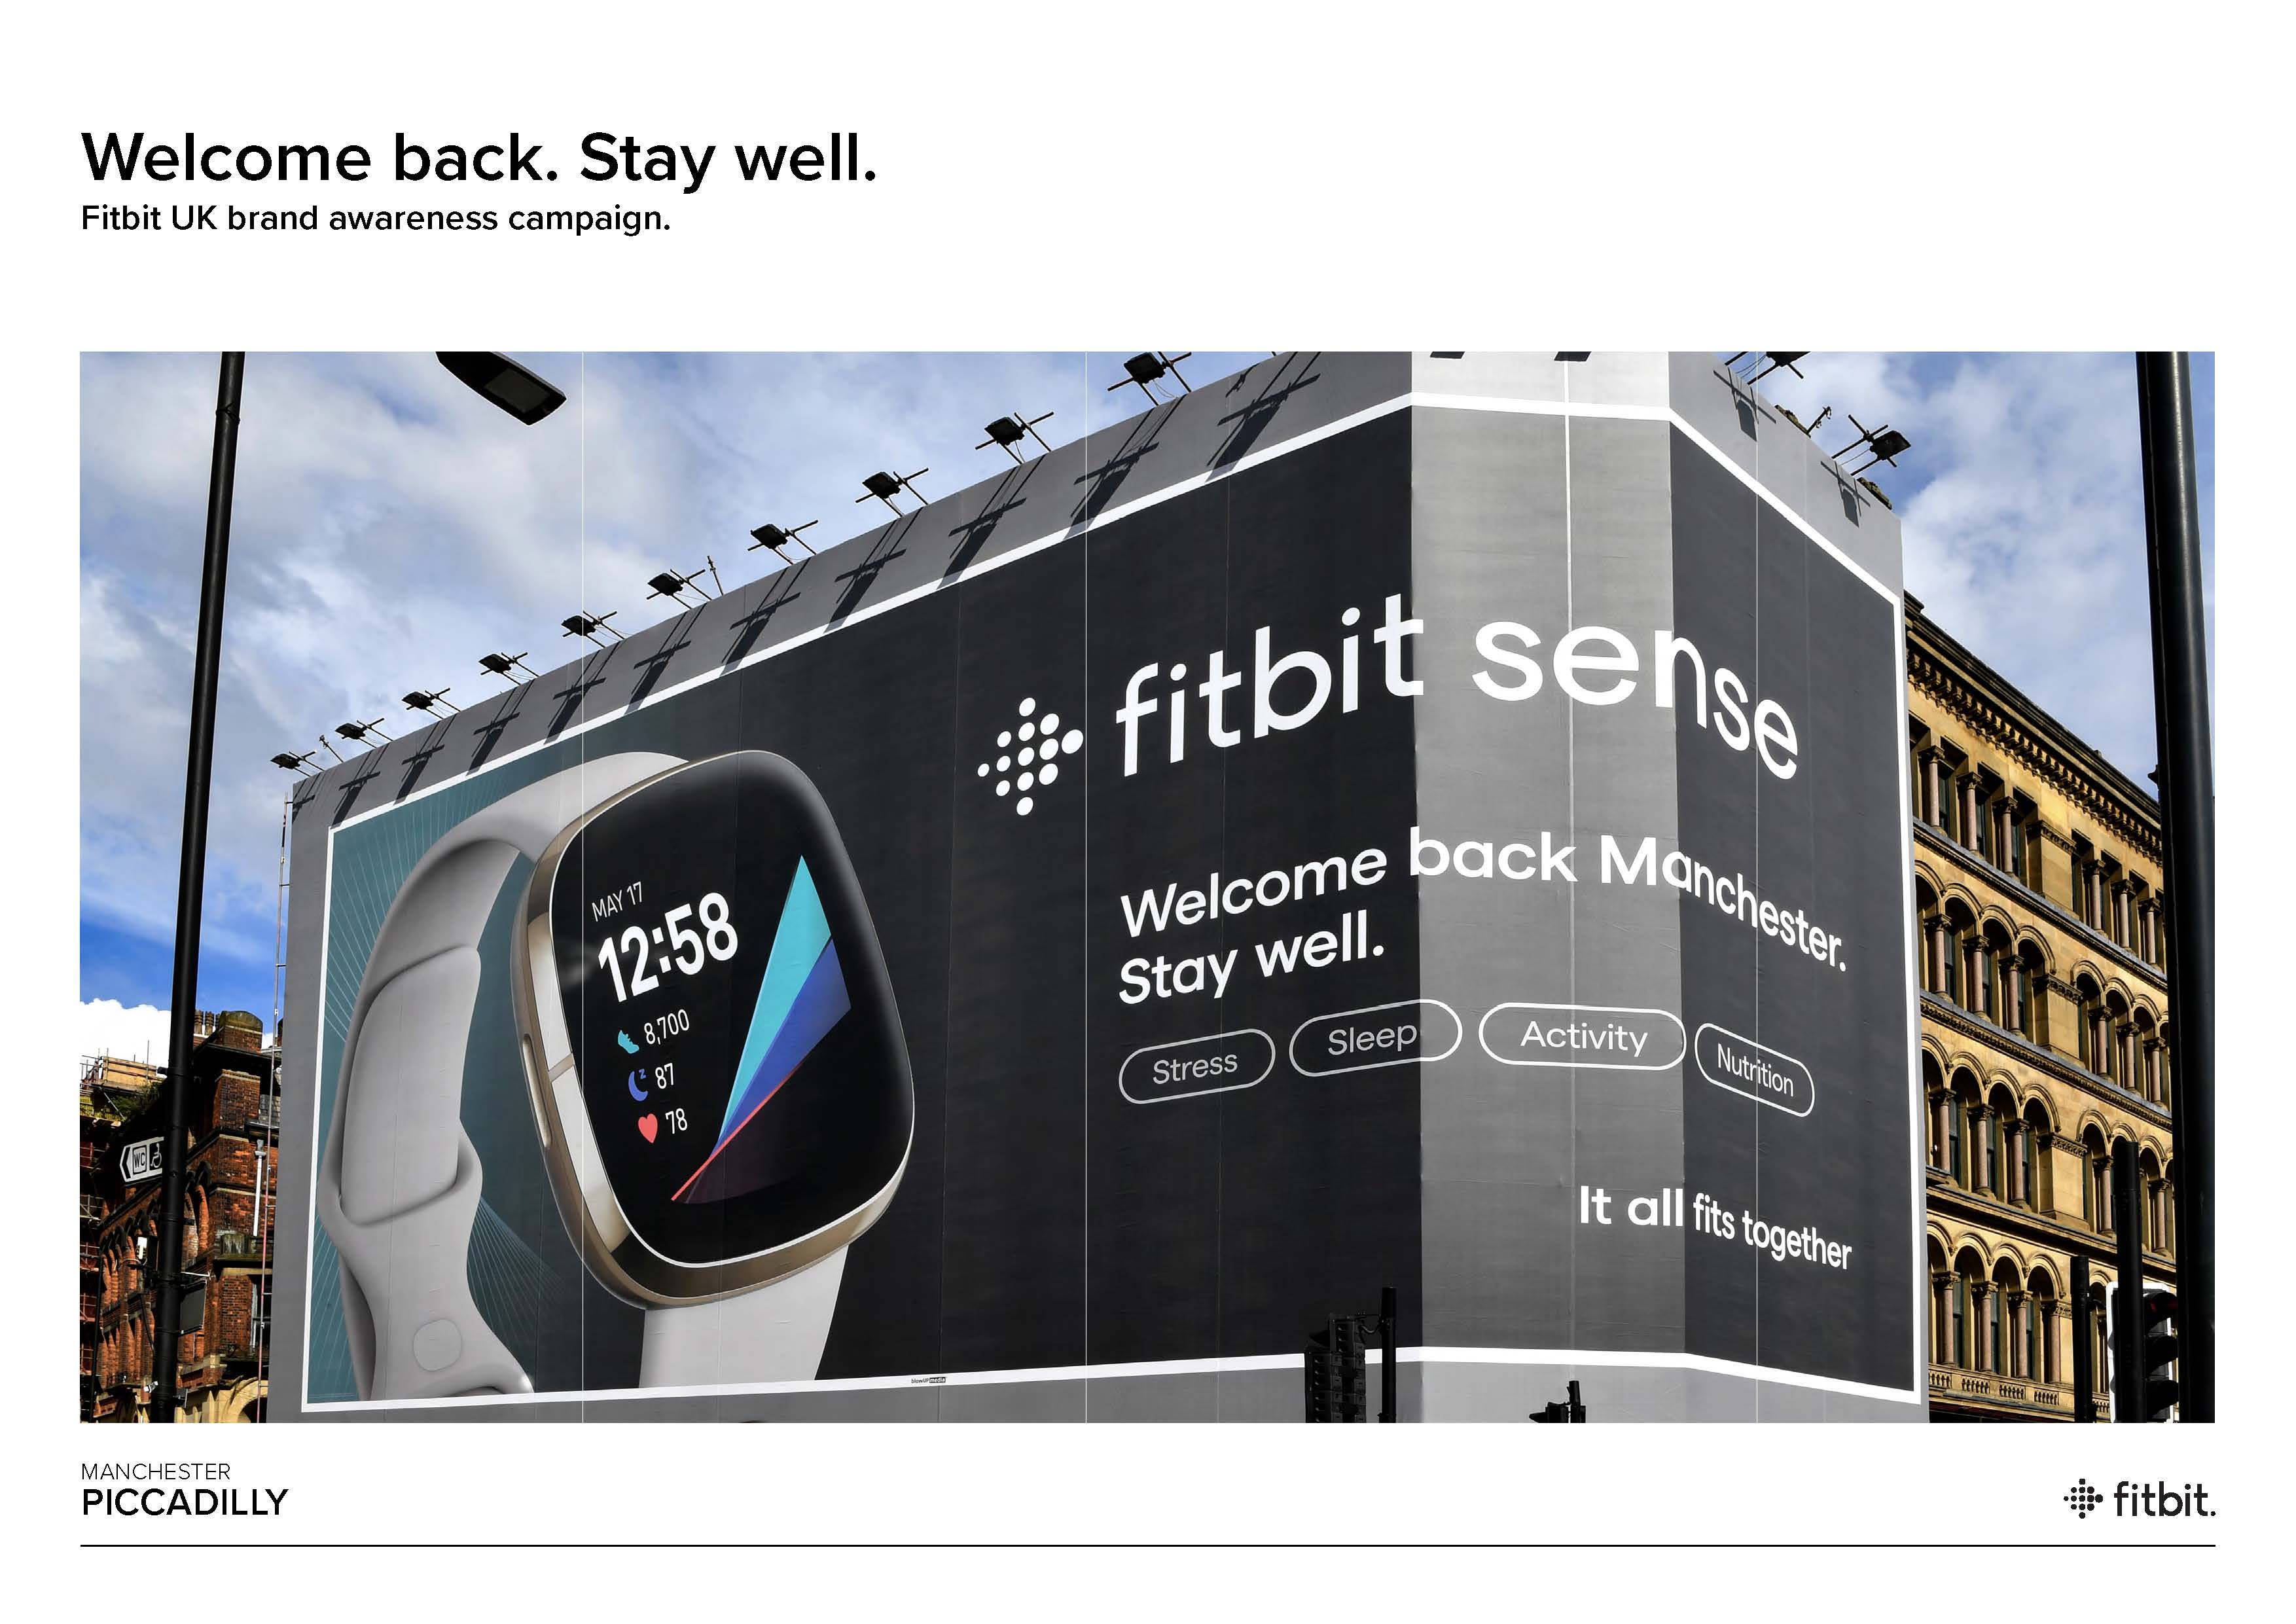 Welcome back. Stay well.
Fitbit UK brand awareness campaign.
fitbit sense
Welcome back Manchester.
Stay well.
Stress Sleep Activity Nutrition
It all fits together
MAY 17
12:58
8,700
z
87
78
WC
blowUP media
MANCHESTER
PICCADILLY
fitbit.